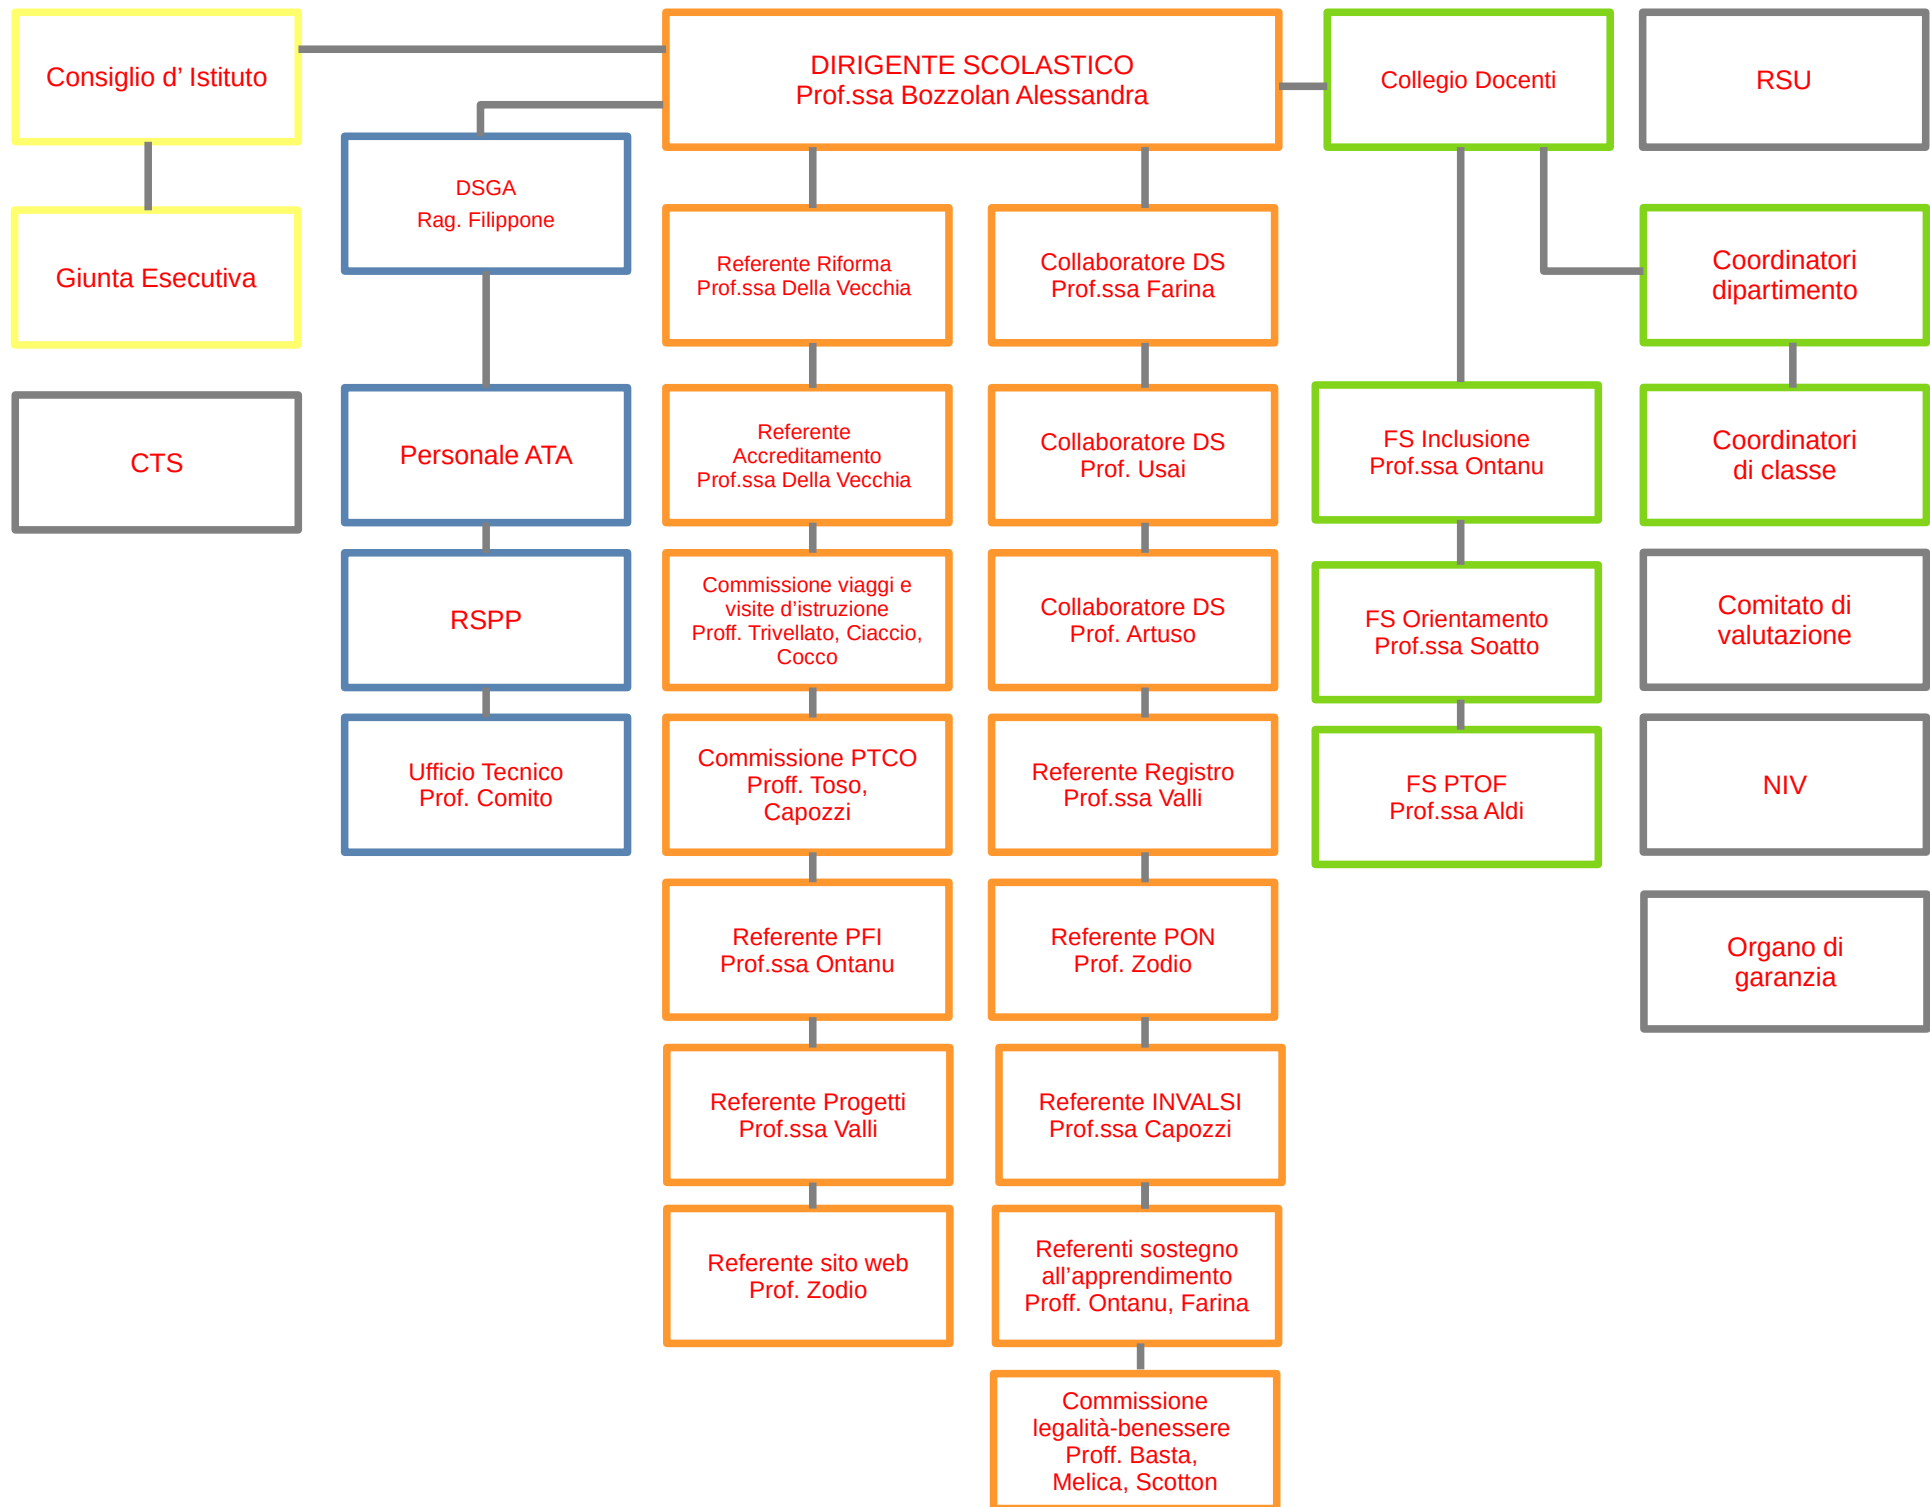 Consiglio d' Istituto
DIRIGENTE SCOLASTICO
Prof.ssa Bozzolan Alessandra
Collegio Docenti
RSU
DSGA
Rag. Filippone
Giunta Esecutiva
Referente Riforma
Prof.ssa Della Vecchia
Collaboratore DS
Prof.ssa Farina
Coordinatori
dipartimento
CTS
Personale ATA
Referente
Accreditamento
Prof.ssa Della Vecchia
Collaboratore DS
Prof. Usai
FS Inclusione
Prof.ssa Ontanu
Coordinatori
di classe
RSPP
Commissione viaggi e
visite d’istruzione
Proff. Trivellato, Ciaccio,
Cocco
Collaboratore DS
Prof. Artuso
FS Orientamento
Prof.ssa Soatto
Comitato di
valutazione
Ufficio Tecnico
Prof. Comito
Commissione PTCO
Proff. Toso,
Capozzi
Referente Registro
Prof.ssa Valli
FS PTOF
Prof.ssa Aldi
NIV
Referente PFI
Prof.ssa Ontanu
Referente PON
Prof. Zodio
Organo di
garanzia
Referente Progetti
Prof.ssa Valli
Referente INVALSI
Prof.ssa Capozzi
Referente sito web
Prof. Zodio
Referenti sostegno
all’apprendimento
Proff. Ontanu, Farina
Commissione
legalità-benessere
Proff. Basta,
Melica, Scotton